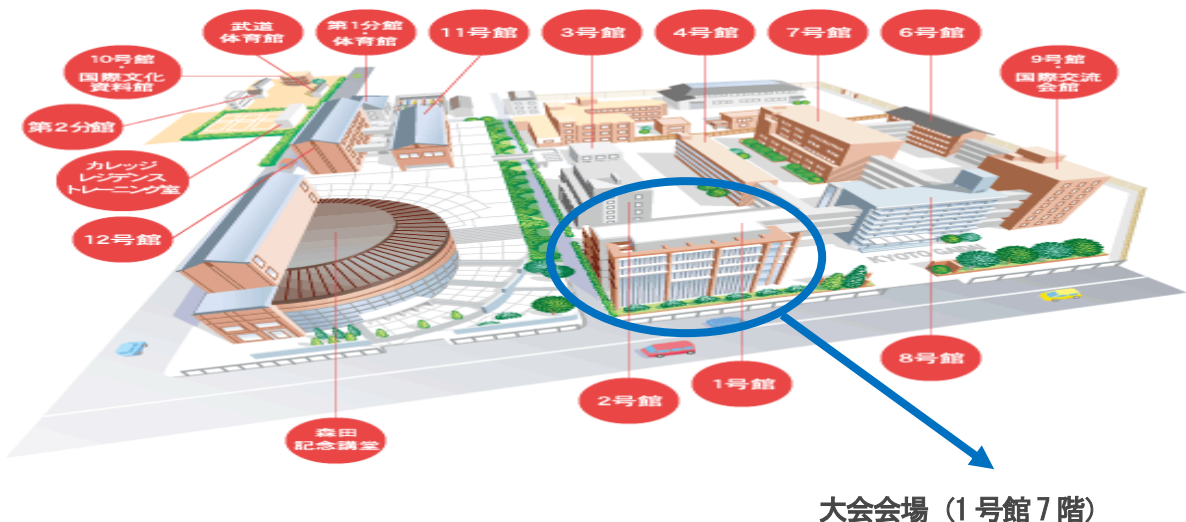 武道
体育館
第1分館
・
体育館
11号館
3号館
4号館
7号館
6号館
9号館
・
国際交流
会館
10号館
・
国際文化
資料館
第2分館
カレッジ
レジデンス
トレーニング室
12号館
KYOTO GAIDAI
8号館
1号館
2号館
森田
記念講堂
大会会場（1号館7階）